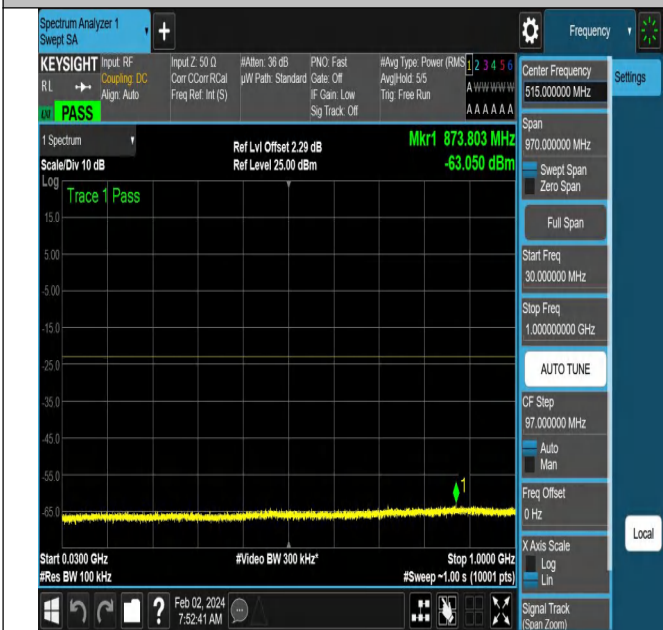 Spectrum Analyzer 1
Swept SA
+
Frequency
KEYSIGHT
RL
PASS
Input: RF
Coupling: DC
Align: Auto
Input Z: 50 Ω
Corr CCorr RCal
Freq Ref: Int (S)
#Atten: 36 dB
µW Path: Standard
PNO: Fast
Gate: Off
IF Gain: Low
Sig Track: Off
#Avg Type: Power (RMS
Avg|Hold: 5/5
Trig: Free Run
1 2 3 4 5 6
A W W W W W
A A A A A A
1 Spectrum
Scale/Div 10 dB
Ref Lvl Offset 2.29 dB
Ref Level 25.00 dBm
Mkr1 873.803 MHz
-63.050 dBm
Log
Trace 1 Pass
15.0
5.00
-5.00
-15.0
-25.0
-35.0
-45.0
-55.0
-65.0
1
Start 0.0300 GHz
#Res BW 100 kHz
#Video BW 300 kHz*
Stop 1.0000 GHz
#Sweep ~1.00 s (10001 pts)
Center Frequency
515.000000 MHz
Settings
Span
970.000000 MHz
Swept Span
Zero Span
Full Span
Start Freq
30.000000 MHz
Stop Freq
1.000000000 GHz
AUTO TUNE
CF Step
97.000000 MHz
Auto
Man
Freq Offset
0 Hz
X Axis Scale
Log
Lin
Local
Signal Track
(Span Zoom)
?
Feb 02, 2024
7:52:41 AM